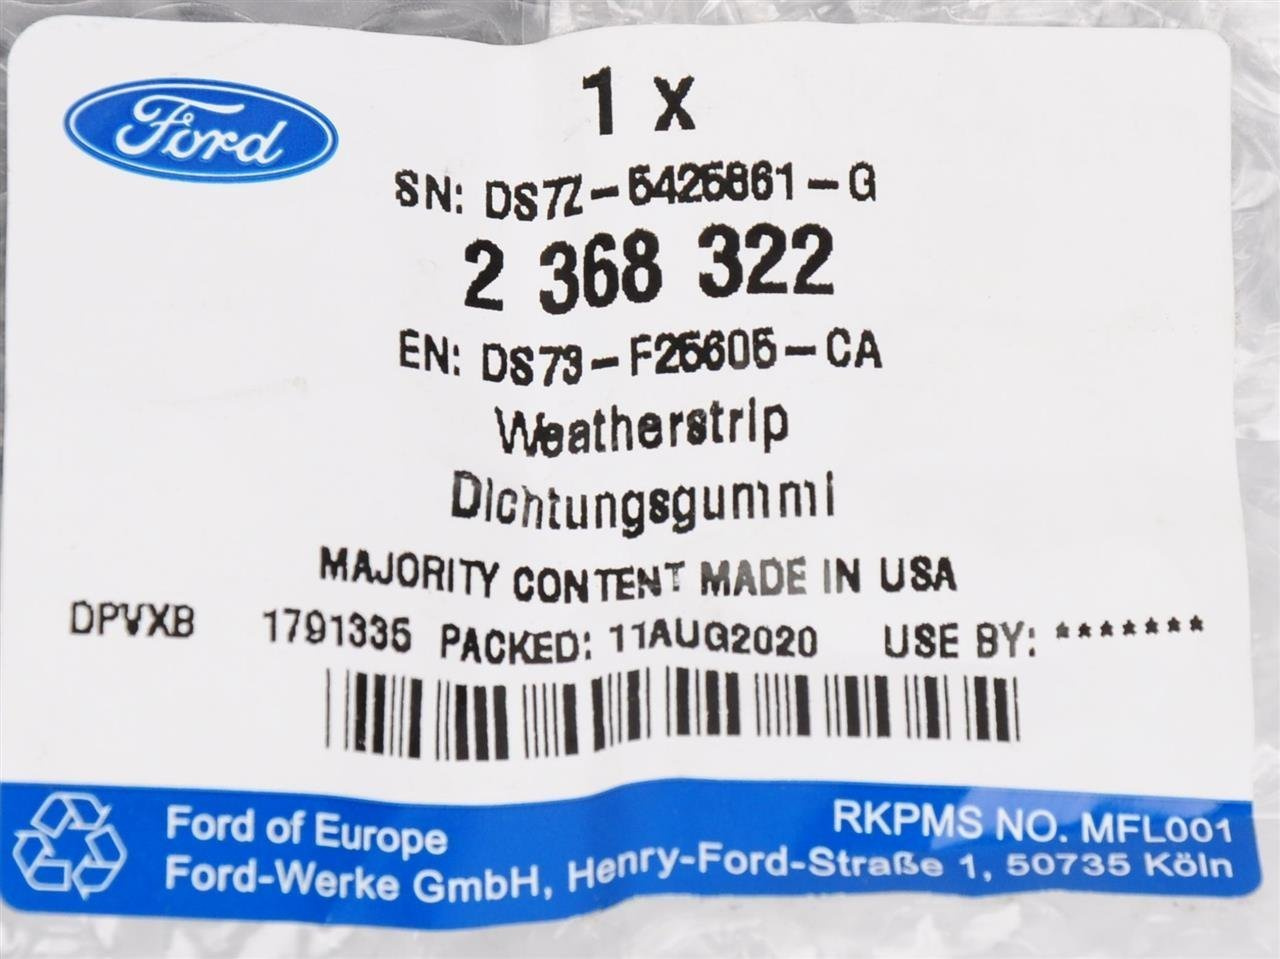 Ford
1 x
SN: DS7Z-5425861-G
2 368 322
EN: DS73-F25605-CA
Weatherstrip
Dichtungsgummi
MAJORITY CONTENT MADE IN USA
DPVXB 1791335 PACKED: 11AUG2020 USE BY: *******
Ford of Europe
Ford-Werke GmbH, Henry-Ford-Straße 1, 50735 Köln
RKPMS NO. MFL001